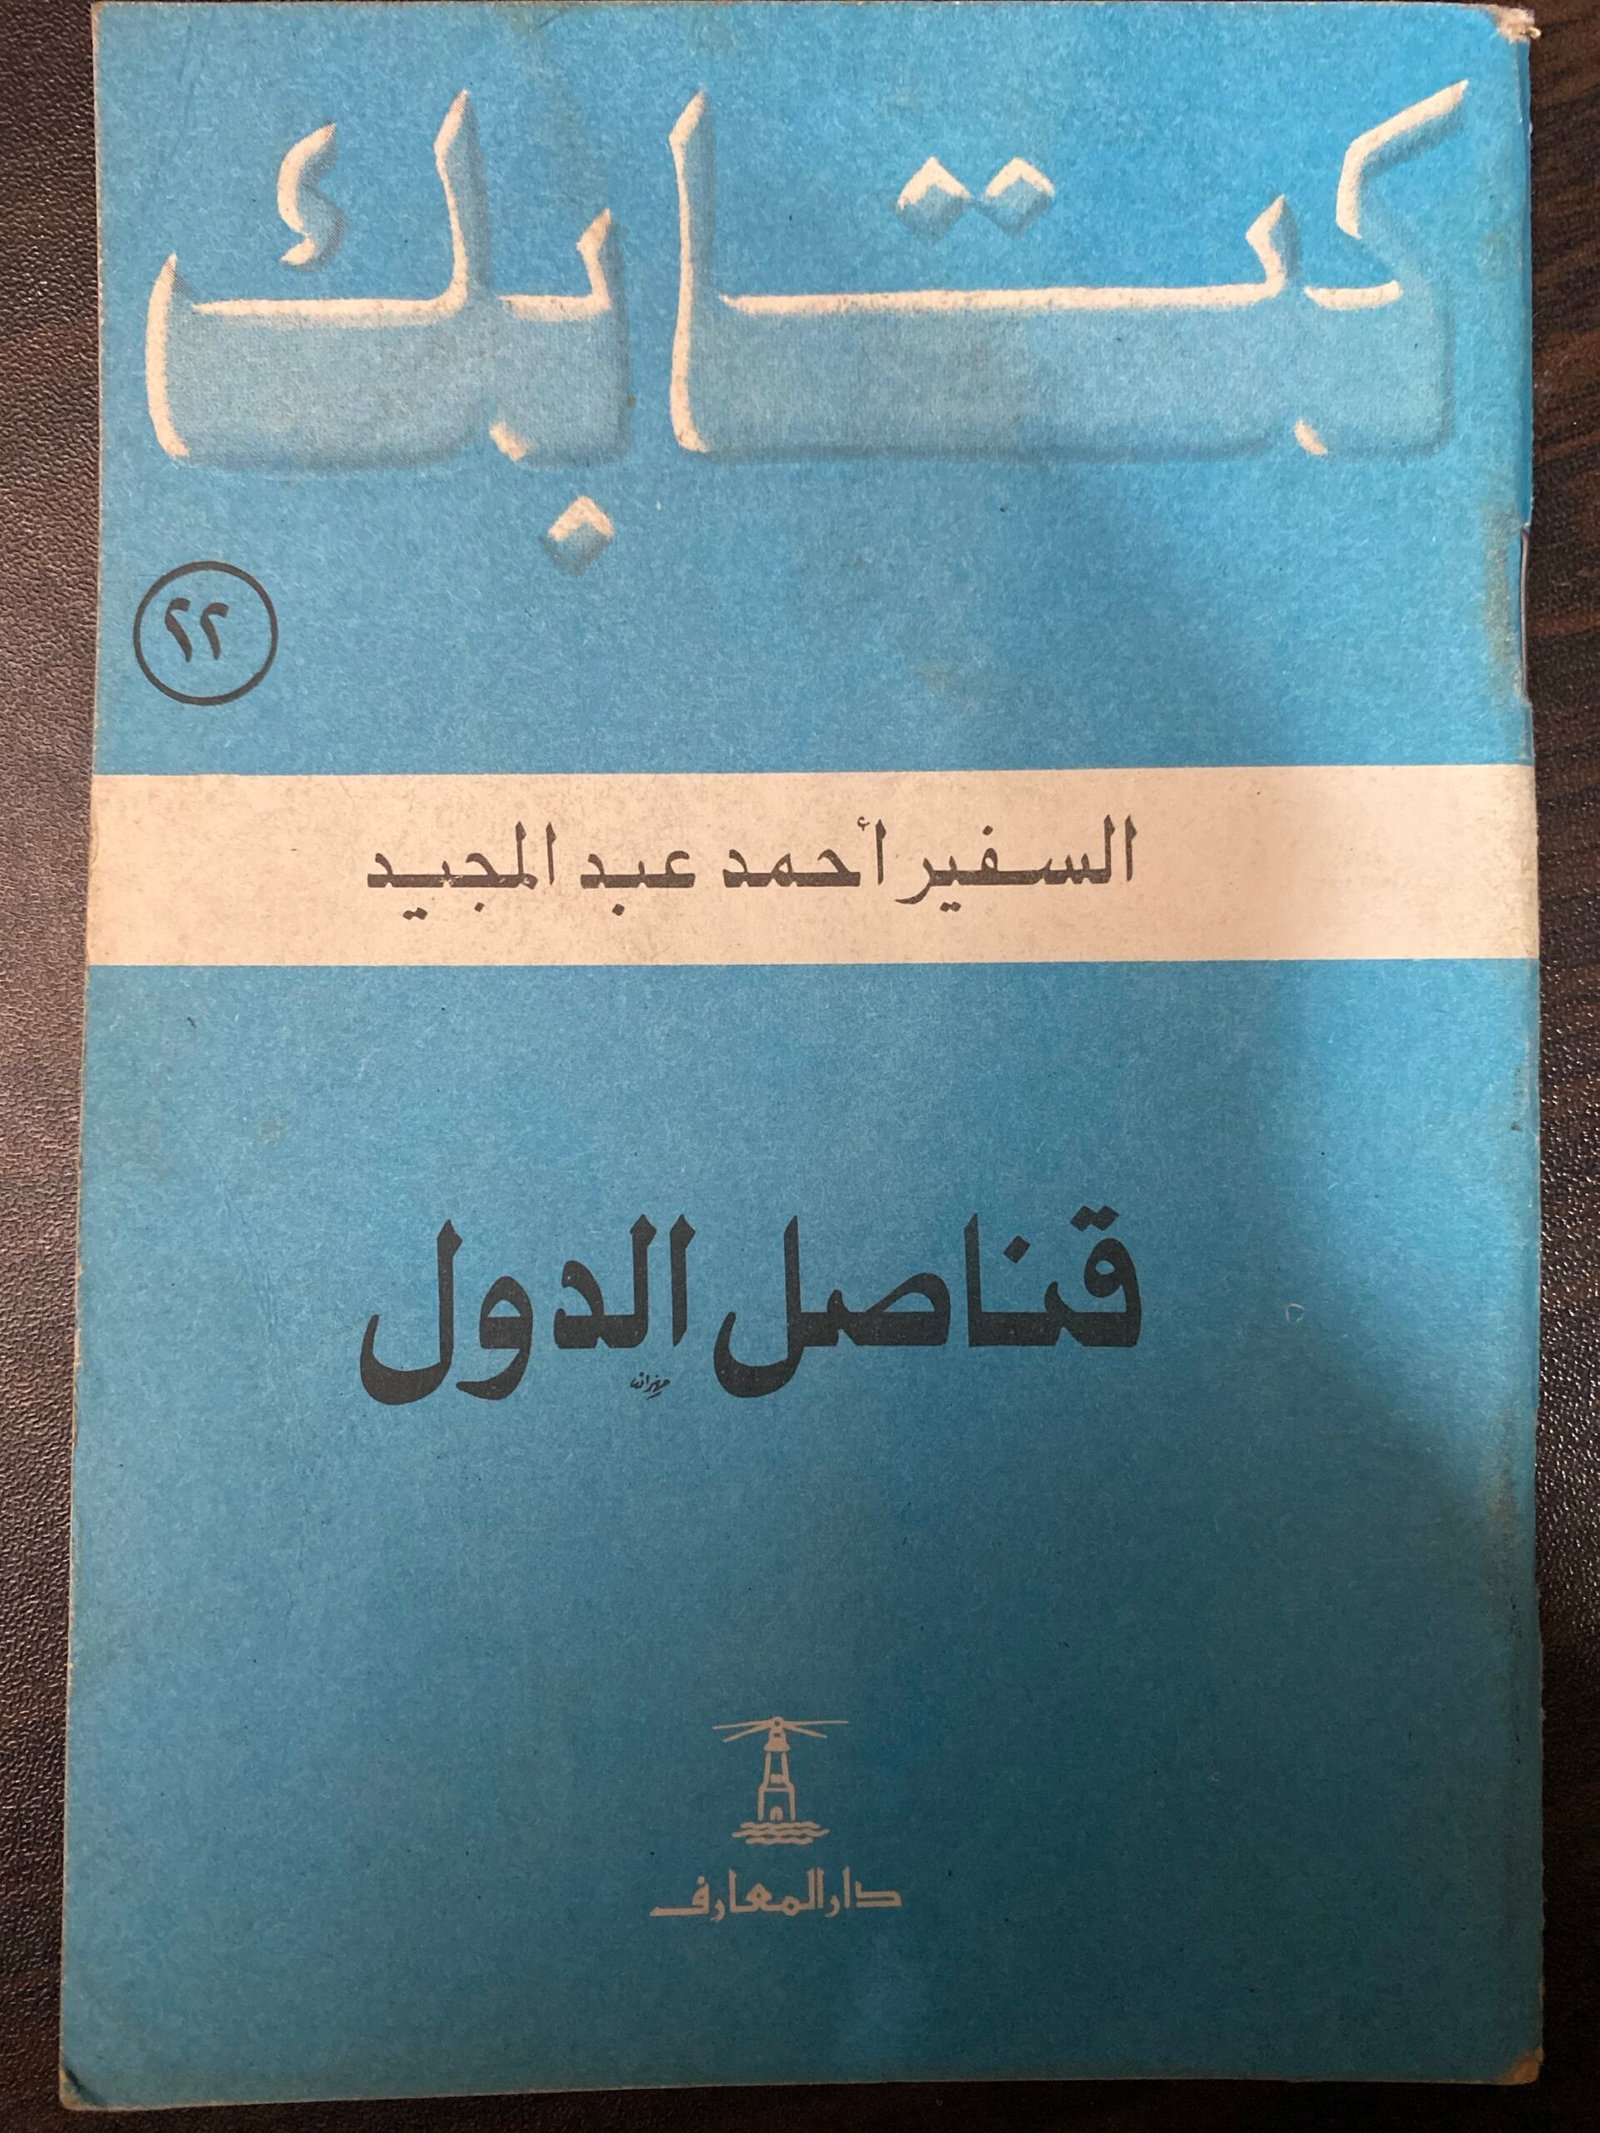 كتابك
٢٢
السفير أحمد عبد المجيد
قناصل الدول
دار المعارف